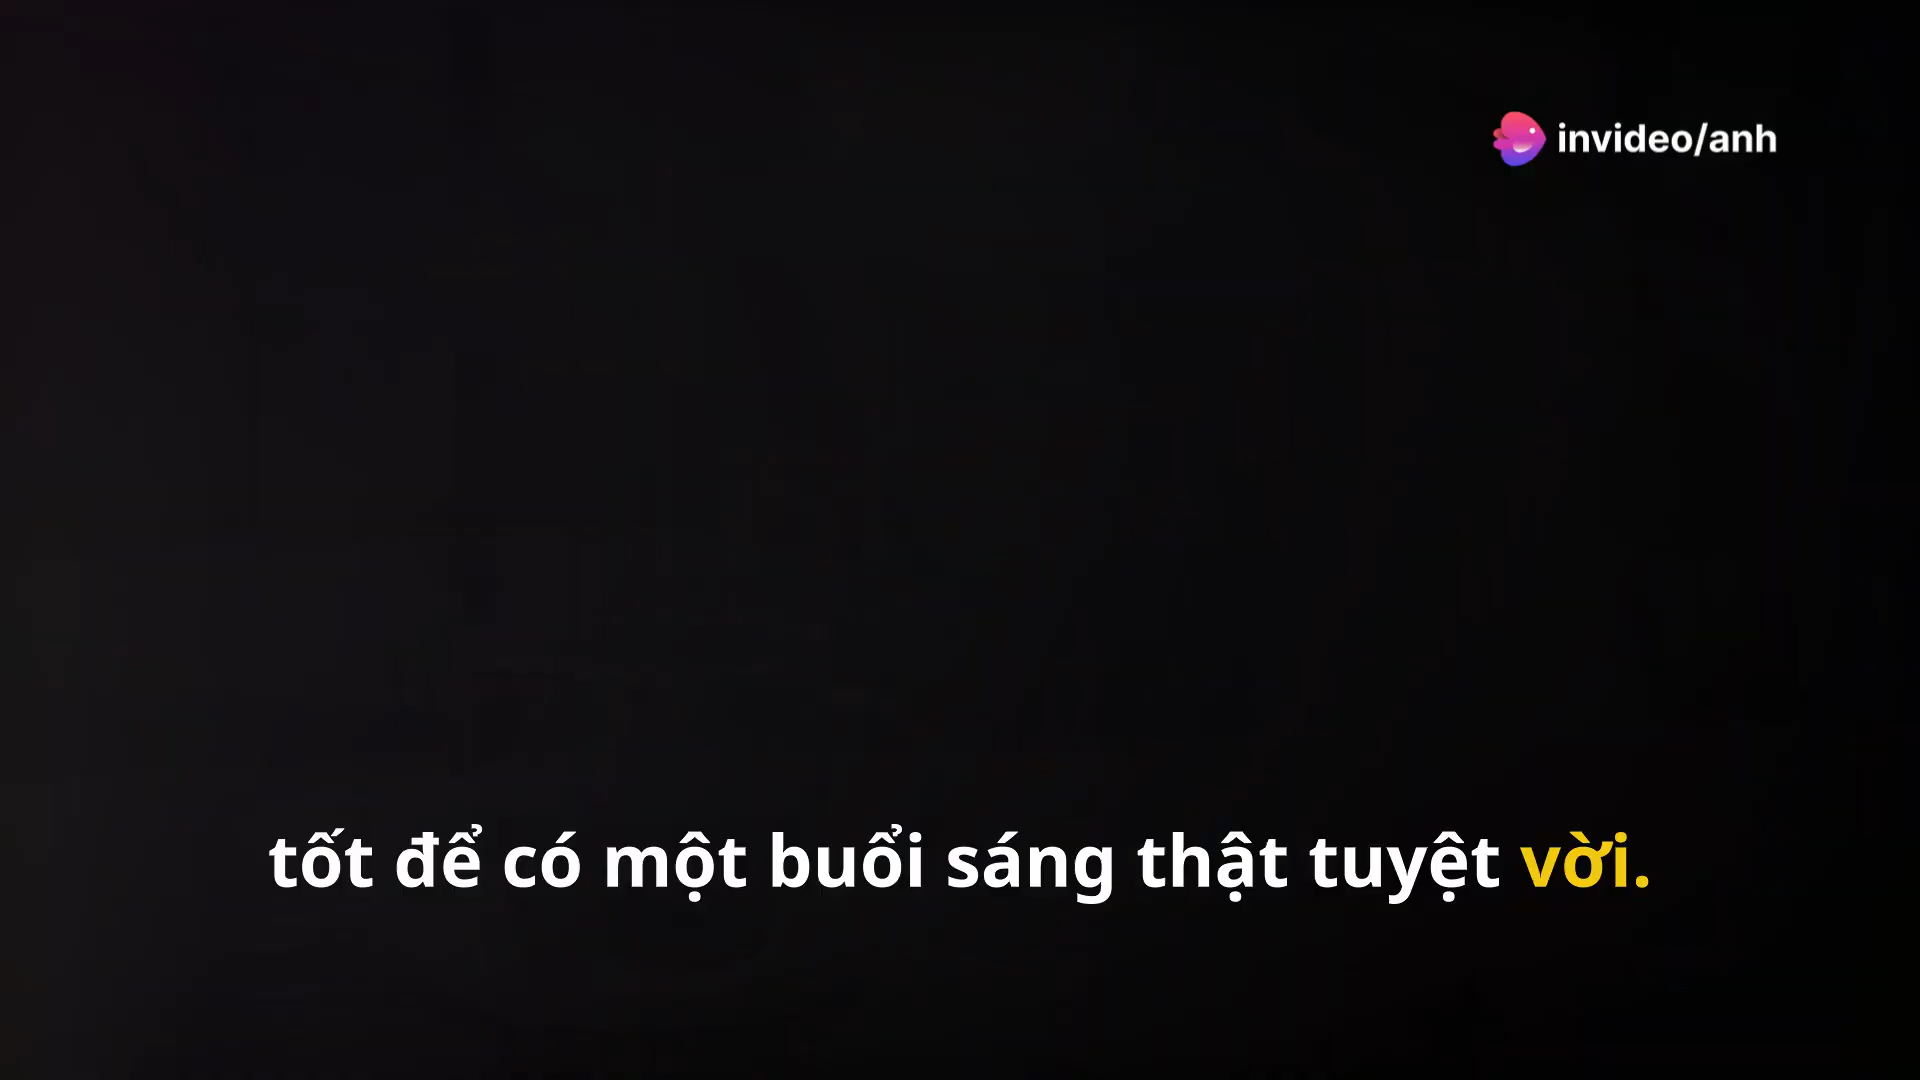 invideo/anh
tốt để có một buổi sáng thật tuyệt vời.